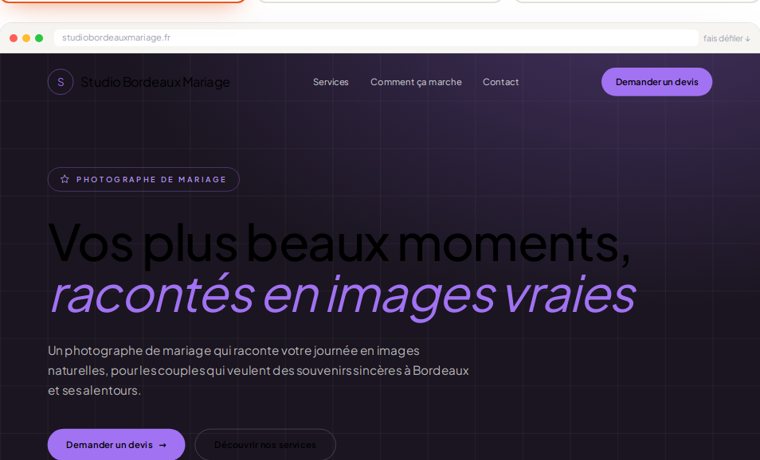 studiobordeauxmariage.fr
fais défiler ↓
S Studio Bordeaux Mariage
Services Comment ça marche Contact
Demander un devis
PHOTOGRAPHE DE MARIAGE
Vos plus beaux moments,
racontés en images vraies
Un photographe de mariage qui raconte votre journée en images
naturelles, pour les couples qui veulent des souvenirs sincères à Bordeaux
et ses alentours.
Demander un devis →
Découvrir nos services